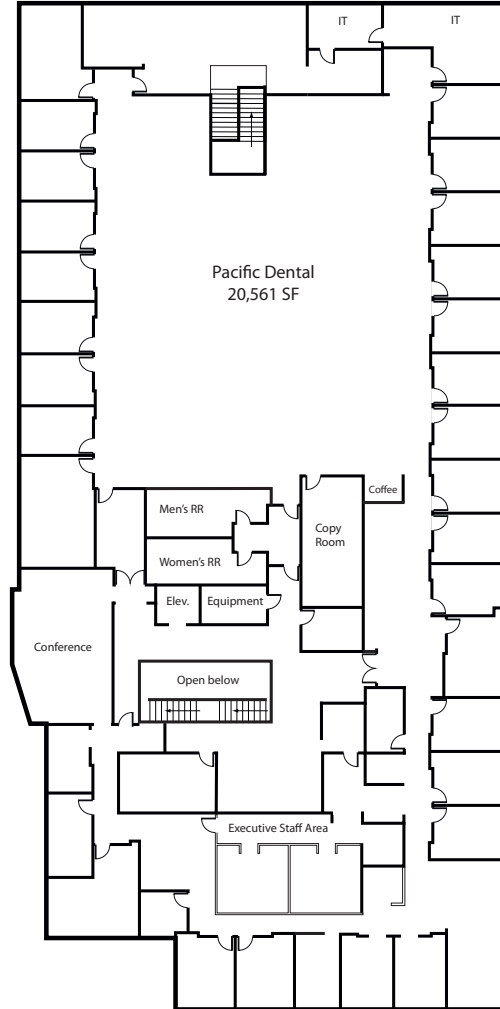 IT
IT
Pacific Dental
20,561 SF
Coffee
Men's RR
Copy
Room
Women's RR
Elev.
Equipment
Conference
Open below
Executive Staff Area